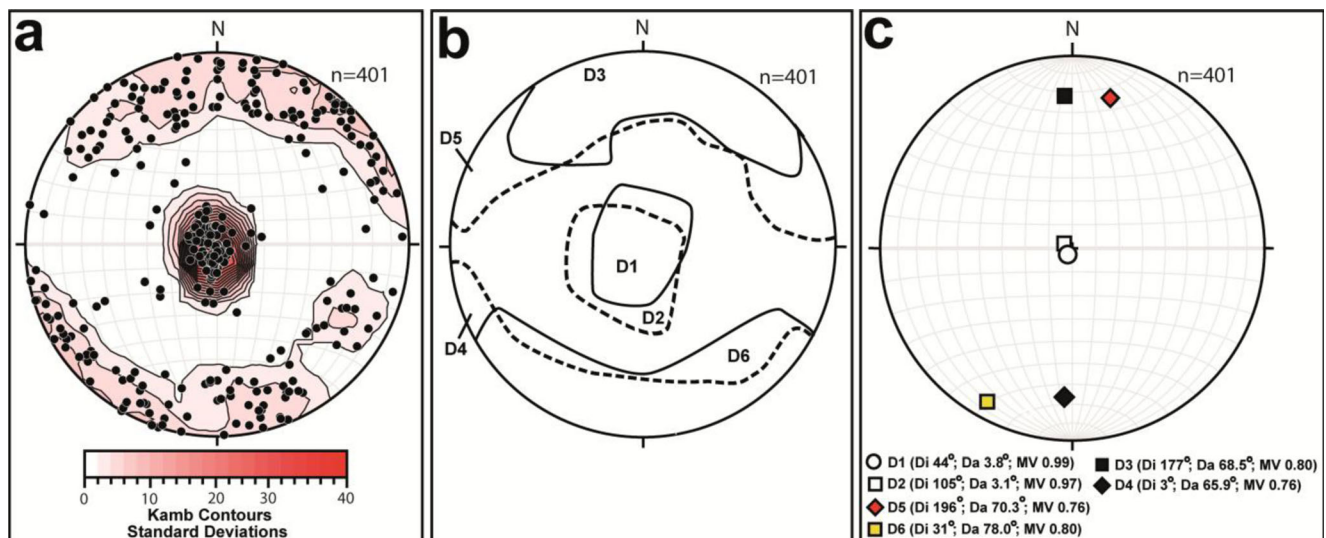 a
N
n=401
0
10
20
30
40
Kamb Contours
Standard Deviations
b
N
n=401
D3
D5
D1
D2
D4
D6
c
N
n=401
D1 (Di 44°; Da 3.8°; MV 0.99)
D2 (Di 105°; Da 3.1°; MV 0.97)
D5 (Di 196°; Da 70.3°; MV 0.76)
D6 (Di 31°; Da 78.0°; MV 0.80)
D3 (Di 177°; Da 68.5°; MV 0.80)
D4 (Di 3°; Da 65.9°; MV 0.76)